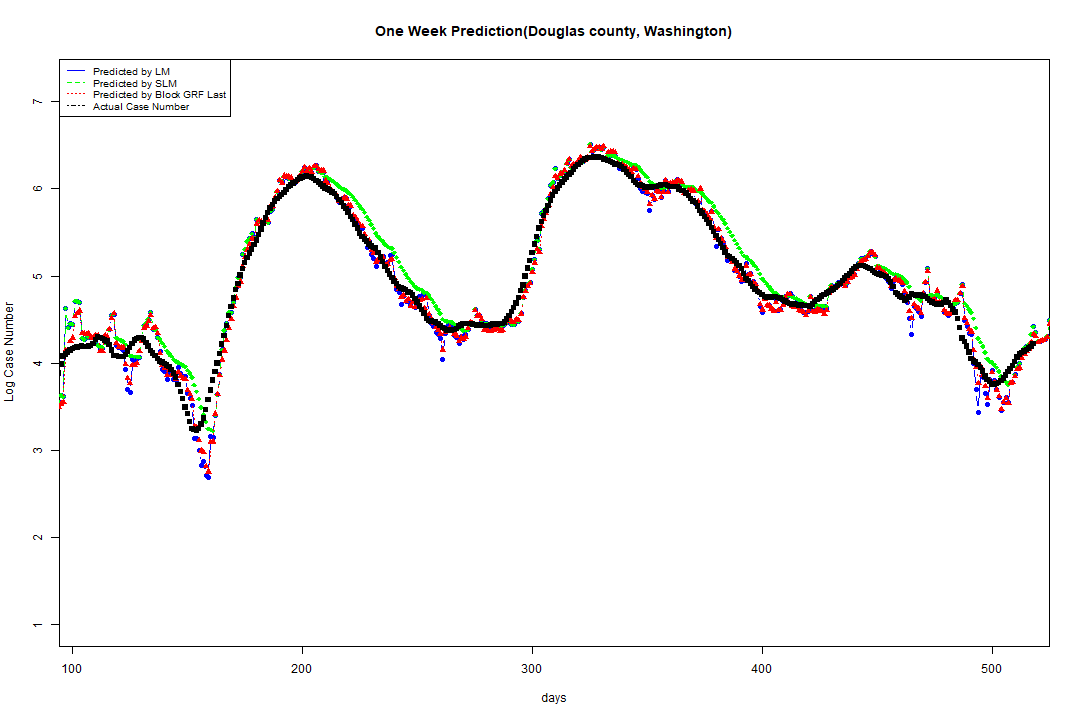 One Week Prediction(Douglas county, Washington)
Predicted by LM
Predicted by SLM
Predicted by Block GRF Last
Actual Case Number
Log Case Number
7
6
5
4
3
2
1
100 200 300 400 500
days